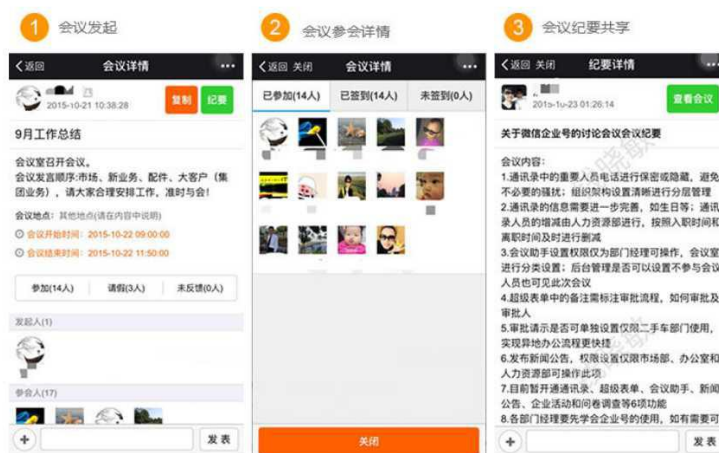 1 会议发起
返回 会议详情
2015-10-21 10:38:28 复制 纪要
9月工作总结
会议室召开会议。
会议发言顺序:市场、新业务、配件、大客户（集
团业务），请大家合理安排工作，准时与会!
会议地点：其他地点(请在内容中说明)
会议开始时间：2015-10-22 09:00:00
会议结束时间：2015-10-22 11:50:00
参加(14人) 请假(3人) 未反馈(0人)
发起人(1)
参会人(17)
发表
2 会议参会详情
返回 关闭 会议详情
已参加(14人) 已签到(14人) 未签到(0人)
关闭
3 会议纪要共享
返回 关闭 纪要详情
2015-10-23 01:26:14 查看会议
关于微信企业号的讨论会议会议纪要
会议内容：
1.通讯录中的重要人员电话进行保密或隐藏，避免
不必要的骚扰；组织架构设置清晰进行分层管理
2.通讯录的信息需要进一步完善，如生日等；通讯
录人员的增减由人力资源部进行，按照入职时间和
离职时间及时进行删减
3.会议助手设置权限仅为部门经理可操作，会议室
进行分类设置；后台管理是否可以设置不参与会议
人员也可见此次会议
4.超级表单中的备注需标注审批流程，如何审批及
审批人
5.审批请示是否可单独设置仅限二手车部门使用，
实现异地办公流程更快捷
6.发布新闻公告，权限设置仅限市场部、办公室和
人力资源部可操作此项
7.目前暂开通通讯录、超级表单、会议助手、新闻
公告、企业活动和问卷调查等6项功能
8.各部门经理要先学会企业号的使用，如有需要可
发表